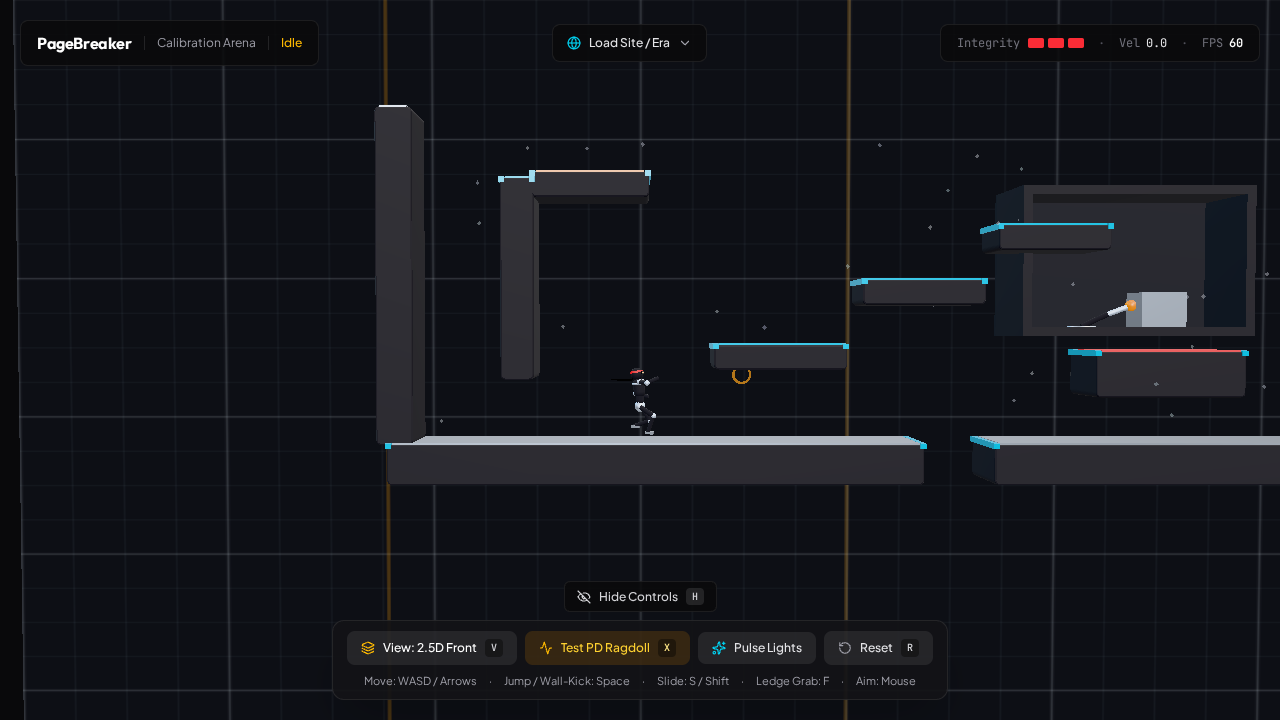 PageBreaker Calibration Arena Idle
Load Site / Era
Integrity · Vel 0.0 · FPS 60
Hide Controls H
View: 2.5D Front V
Test PD Ragdoll X
Pulse Lights
Reset R
Move: WASD / Arrows · Jump / Wall-Kick: Space · Slide: S / Shift · Ledge Grab: F · Aim: Mouse